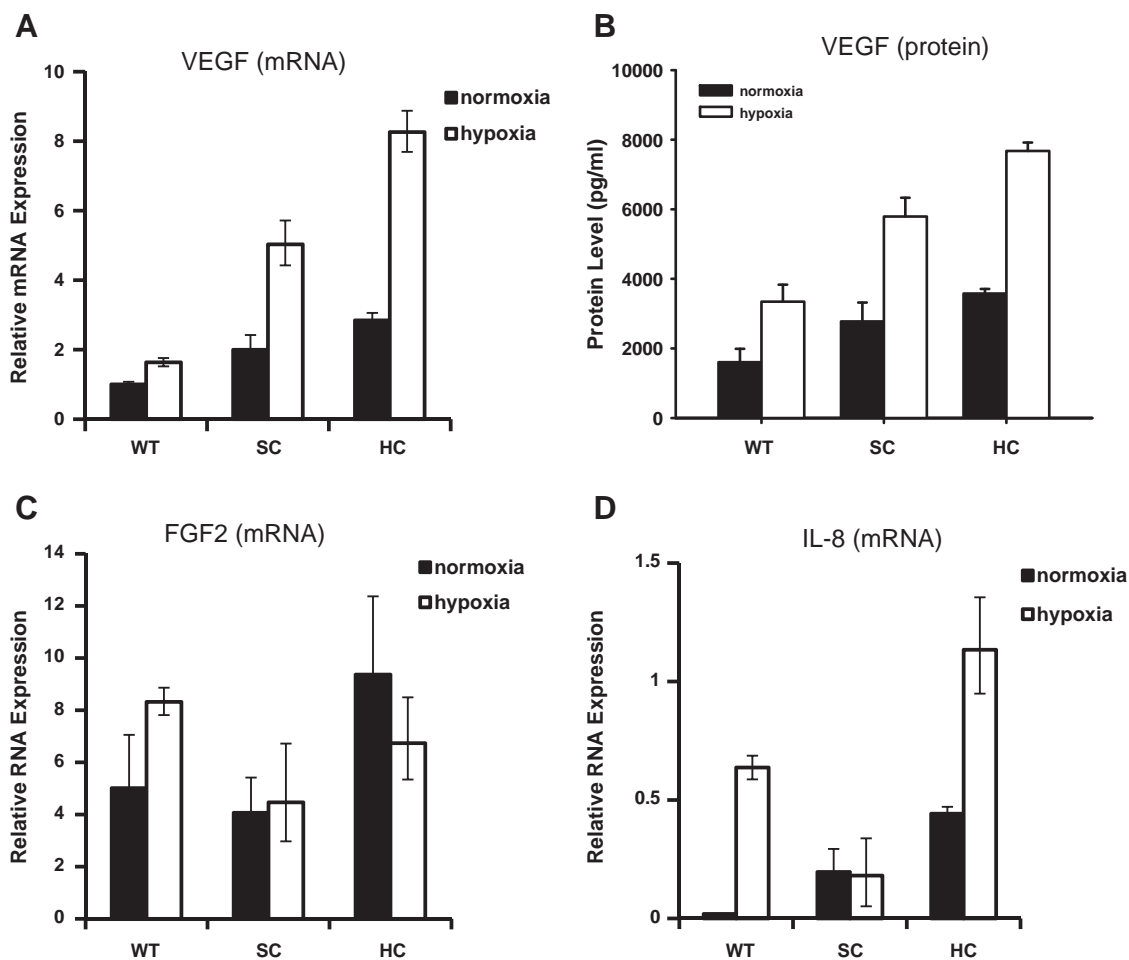 A
VEGF (mRNA)
Relative mRNA Expression
10
8
6
4
2
0
normoxia
hypoxia
WT SC HC
B
VEGF (protein)
Protein Level (pg/ml)
10000
8000
6000
4000
2000
0
normoxia
hypoxia
WT SC HC
C
FGF2 (mRNA)
Relative RNA Expression
14
12
10
8
6
4
2
0
normoxia
hypoxia
WT SC HC
D
IL-8 (mRNA)
Relative RNA Expression
1.5
1
0.5
0
normoxia
hypoxia
WT SC HC